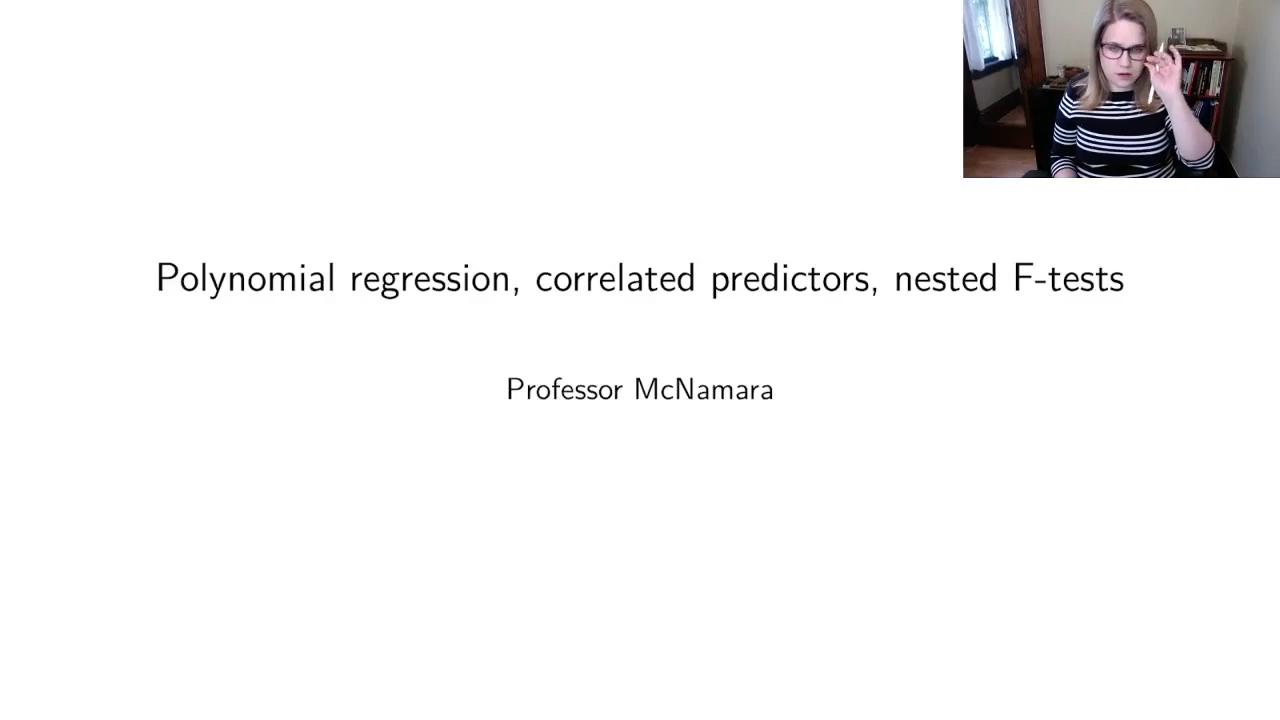 Polynomial regression, correlated predictors, nested F-tests
Professor McNamara